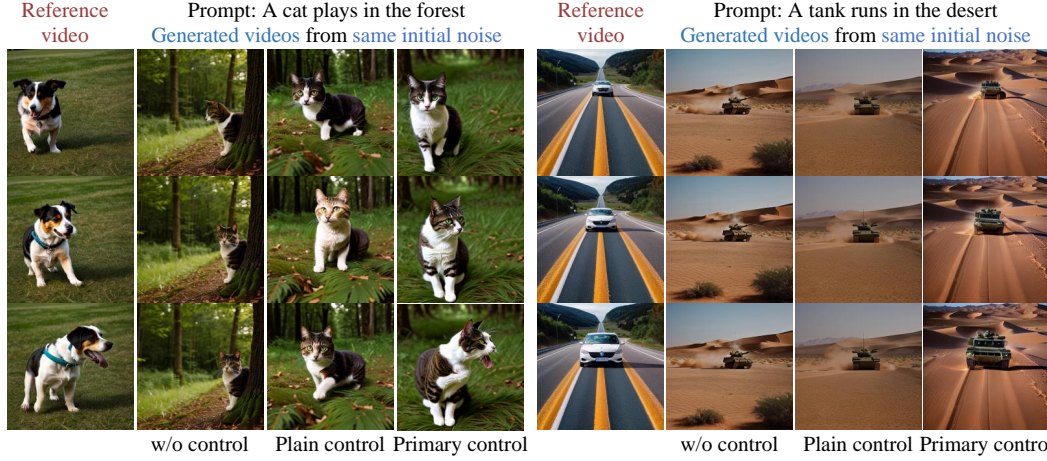 Reference
video
Prompt: A cat plays in the forest
Generated videos from same initial noise
w/o control
Plain control
Primary control
Reference
video
Prompt: A tank runs in the desert
Generated videos from same initial noise
w/o control
Plain control
Primary contro